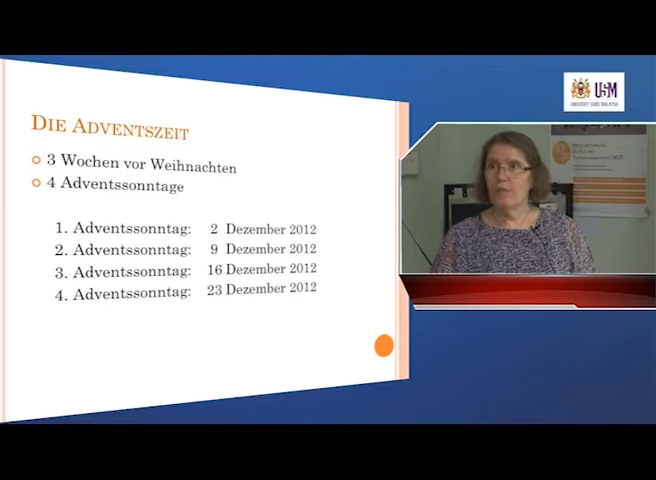 DIE ADVENTSZEIT
3 Wochen vor Weihnachten
4 Adventssonntage
1. Adventssonntag: 2 Dezember 2012
2. Adventssonntag: 9 Dezember 2012
3. Adventssonntag: 16 Dezember 2012
4. Adventssonntag: 23 Dezember 2012
USM
UNIVERSITI SAINS MALAYSIA